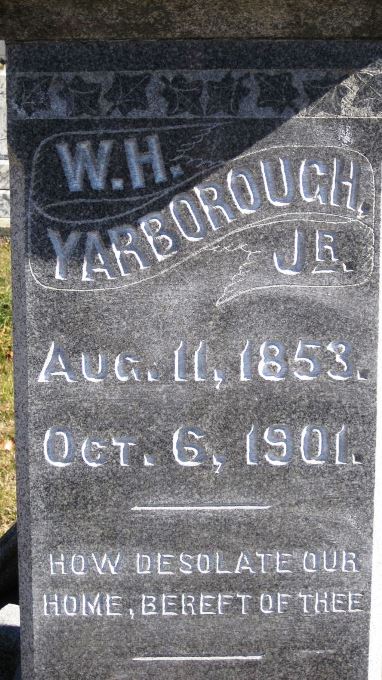 W.H.
YARBOROUGH,
JR.
AUG. 11, 1853.
OCT. 6, 1901.
HOW DESOLATE OUR
HOME, BEREFT OF THEE